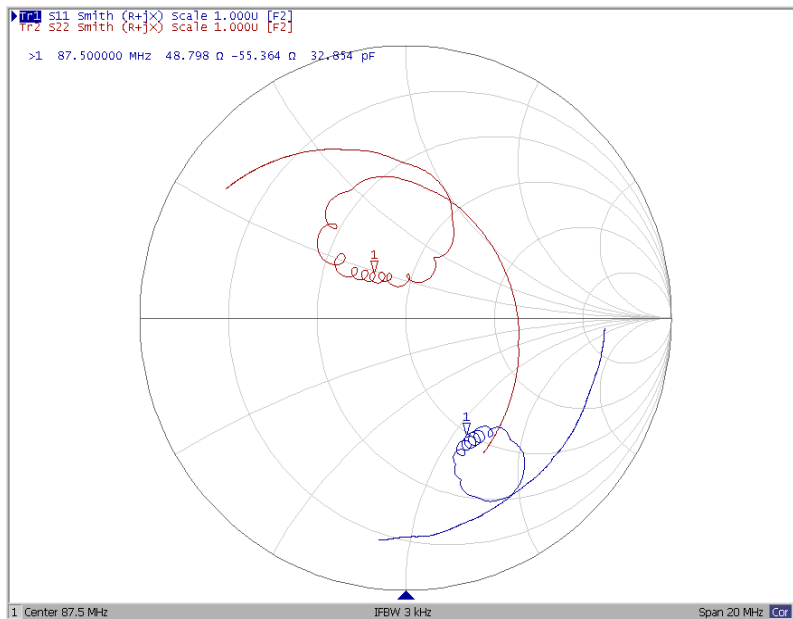 Tr1 S11 Smith (R+jX) Scale 1.000U [F2]
Tr2 S22 Smith (R+jX) Scale 1.000U [F2]
>1 87.500000 MHz 48.798 Ω -55.364 Ω 32.854 pF
1
1
1 Center 87.5 MHz IFBW 3 kHz Span 20 MHz Cor